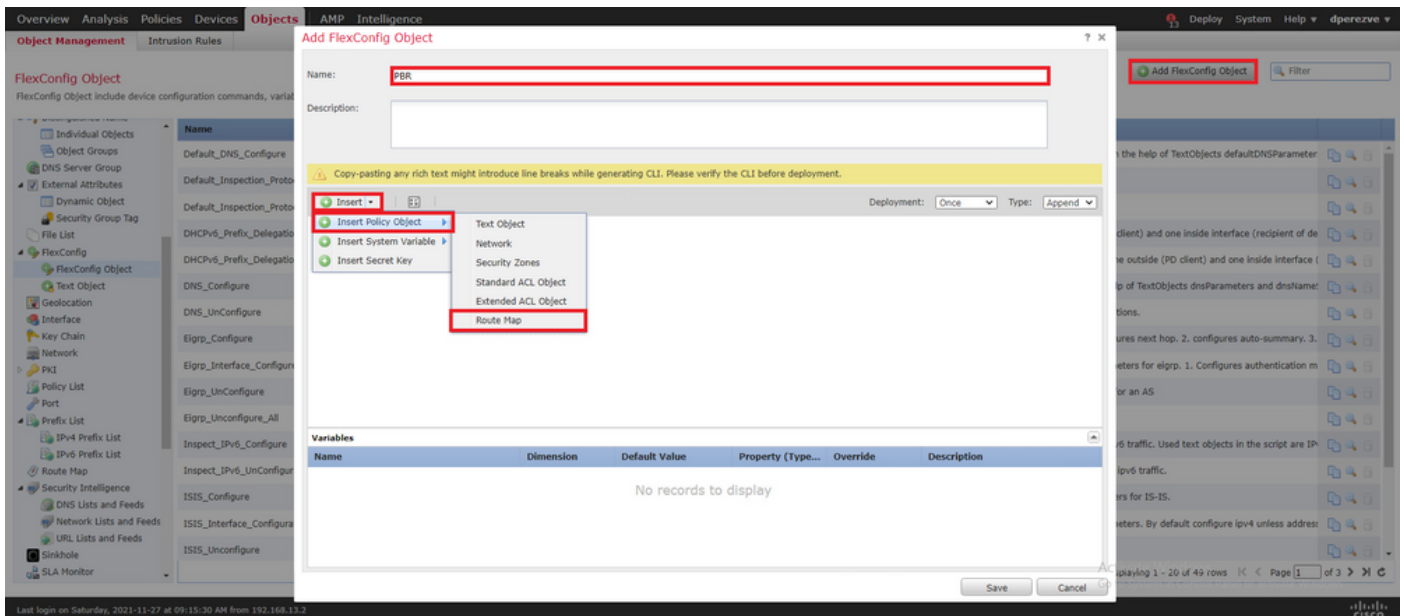 Overview Analysis Policies Devices Objects AMP Intelligence
13 Deploy System Help dperezve
Object Management Intrusion Rules
Add FlexConfig Object
? ×
FlexConfig Object
FlexConfig Object include device configuration commands, variab
Add FlexConfig Object
Filter
Name: PBR
Description:
Copy-pasting any rich text might introduce line breaks while generating CLI. Please verify the CLI before deployment.
Insert
Deployment: Once Type: Append
Insert Policy Object
Insert System Variable
Insert Secret Key
Text Object
Network
Security Zones
Standard ACL Object
Extended ACL Object
Route Map
Individual Objects
Object Groups
DNS Server Group
External Attributes
Dynamic Object
Security Group Tag
File List
FlexConfig
FlexConfig Object
Text Object
Geolocation
Interface
Key Chain
Network
PKI
Policy List
Port
Prefix List
IPv4 Prefix List
IPv6 Prefix List
Route Map
Security Intelligence
DNS Lists and Feeds
Network Lists and Feeds
URL Lists and Feeds
Sinkhole
SLA Monitor
Name
Default_DNS_Configure
Default_Inspection_Proto
Default_Inspection_Proto
DHCPv6_Prefix_Delegatio
DHCPv6_Prefix_Delegatio
DNS_Configure
DNS_UnConfigure
Eigrp_Configure
Eigrp_Interface_Configure
Eigrp_UnConfigure
Eigrp_Unconfigure_All
Inspect_IPv6_Configure
Inspect_IPv6_UnConfigur
ISIS_Configure
ISIS_Interface_Configura
ISIS_Unconfigure
the help of TextObjects defaultDNSParameter
client) and one inside interface (recipient of de
e outside (PD client) and one inside interface (
p of TextObjects dnsParameters and dnsName
tions.
ures next hop. 2. configures auto-summary. 3.
eters for eigrp. 1. Configures authentication m
or an AS
v6 traffic. Used text objects in the script are IP
ipv6 traffic.
ers for IS-IS.
eters. By default configure ipv4 unless address
Variables
Name Dimension Default Value Property (Type... Override Description
No records to display
Save Cancel
playing 1 - 20 of 49 rows Page 1 of 3
Last login on Saturday, 2021-11-27 at 09:15:30 AM from 192.168.13.2
CISCO